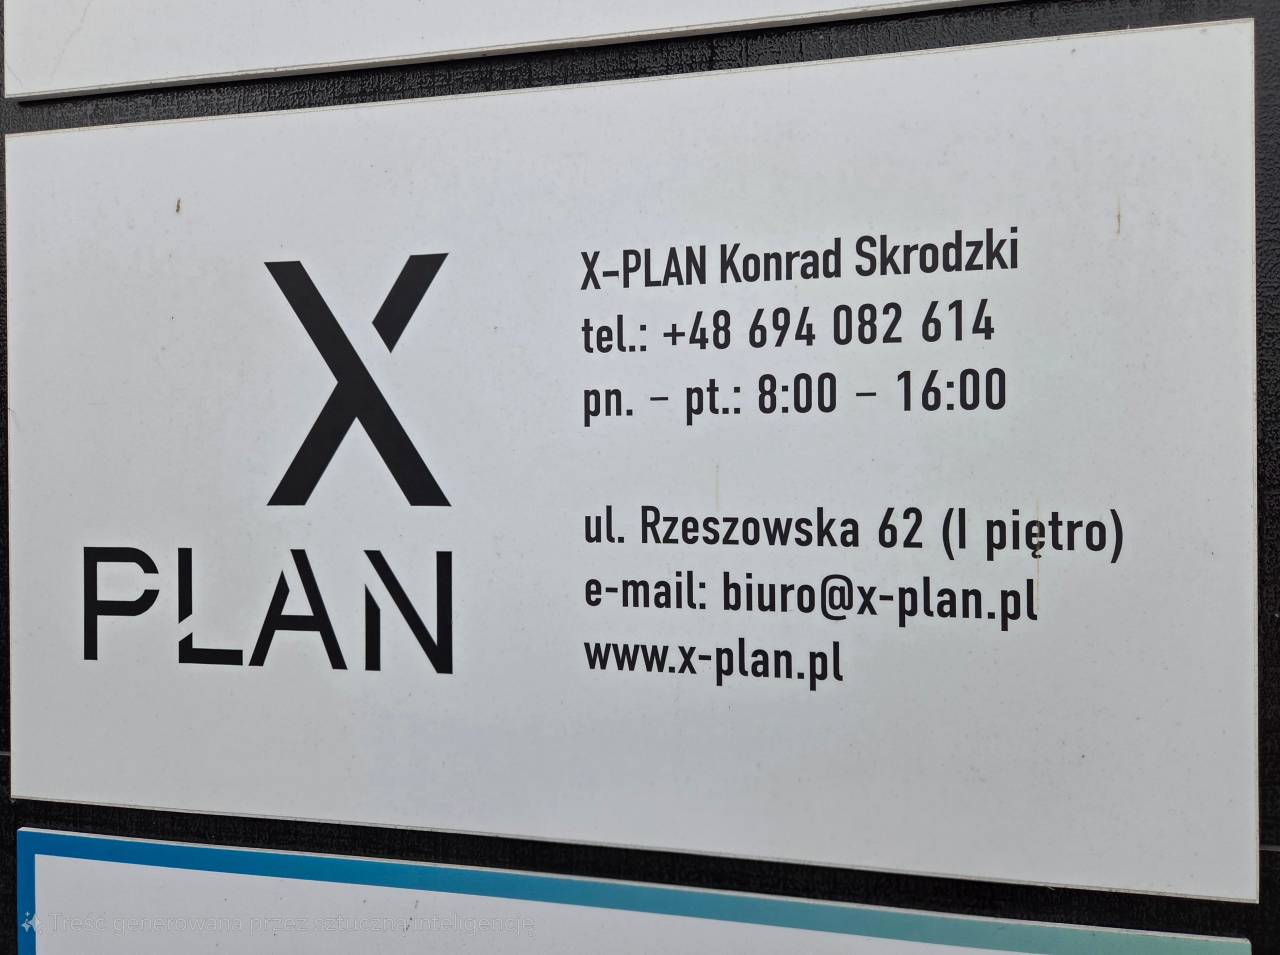 X
PLAN
X-PLAN Konrad Skrodzki
tel.: +48 694 082 614
pn. – pt.: 8:00 – 16:00
ul. Rzeszowska 62 (I piętro)
e-mail: biuro@x-plan.pl
www.x-plan.pl
Treść generowana przez sztuczną inteligencję